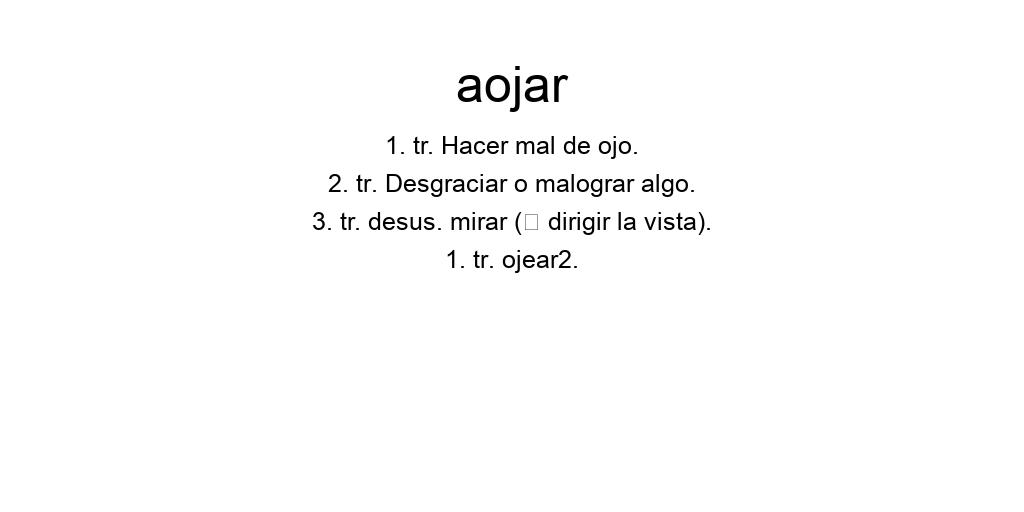 aojar
1. tr. Hacer mal de ojo.
2. tr. Desgraciar o malograr algo.
3. tr. desus. mirar (□ dirigir la vista).
1. tr. ojear2.